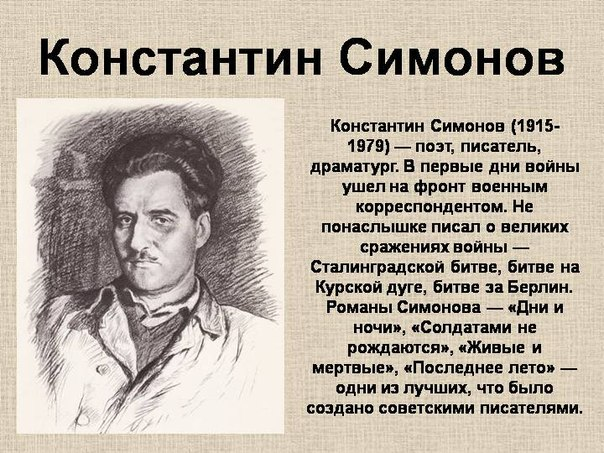 Константин Симонов
Константин Симонов (1915-
1979) — поэт, писатель,
драматург. В первые дни войны
ушел на фронт военным
корреспондентом. Не
понаслышке писал о великих
сражениях войны —
Сталинградской битве, битве на
Курской дуге, битве за Берлин.
Романы Симонова — «Дни и
ночи», «Солдатами не
рождаются», «Живые и
мертвые», «Последнее лето» —
одни из лучших, что было
создано советскими писателями.